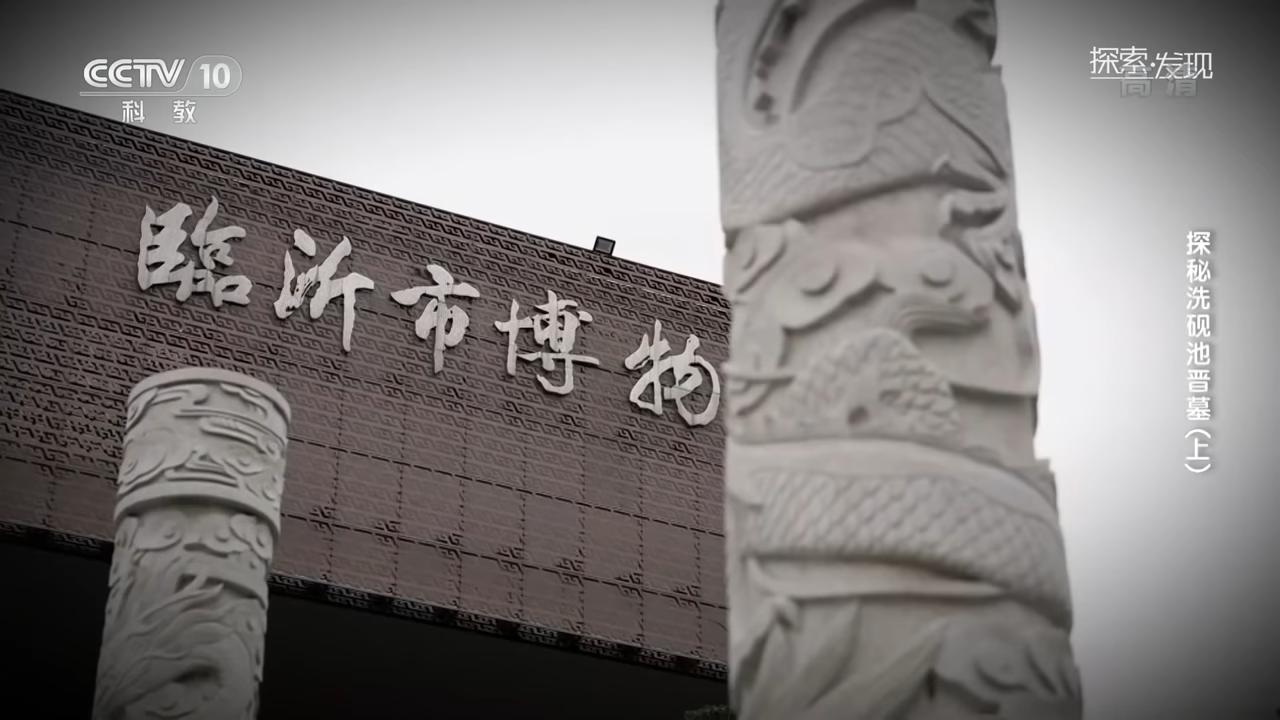 CCTV 10
科教
探索·发现
高清
臨沂市博物
探秘洗砚池晋墓(上)